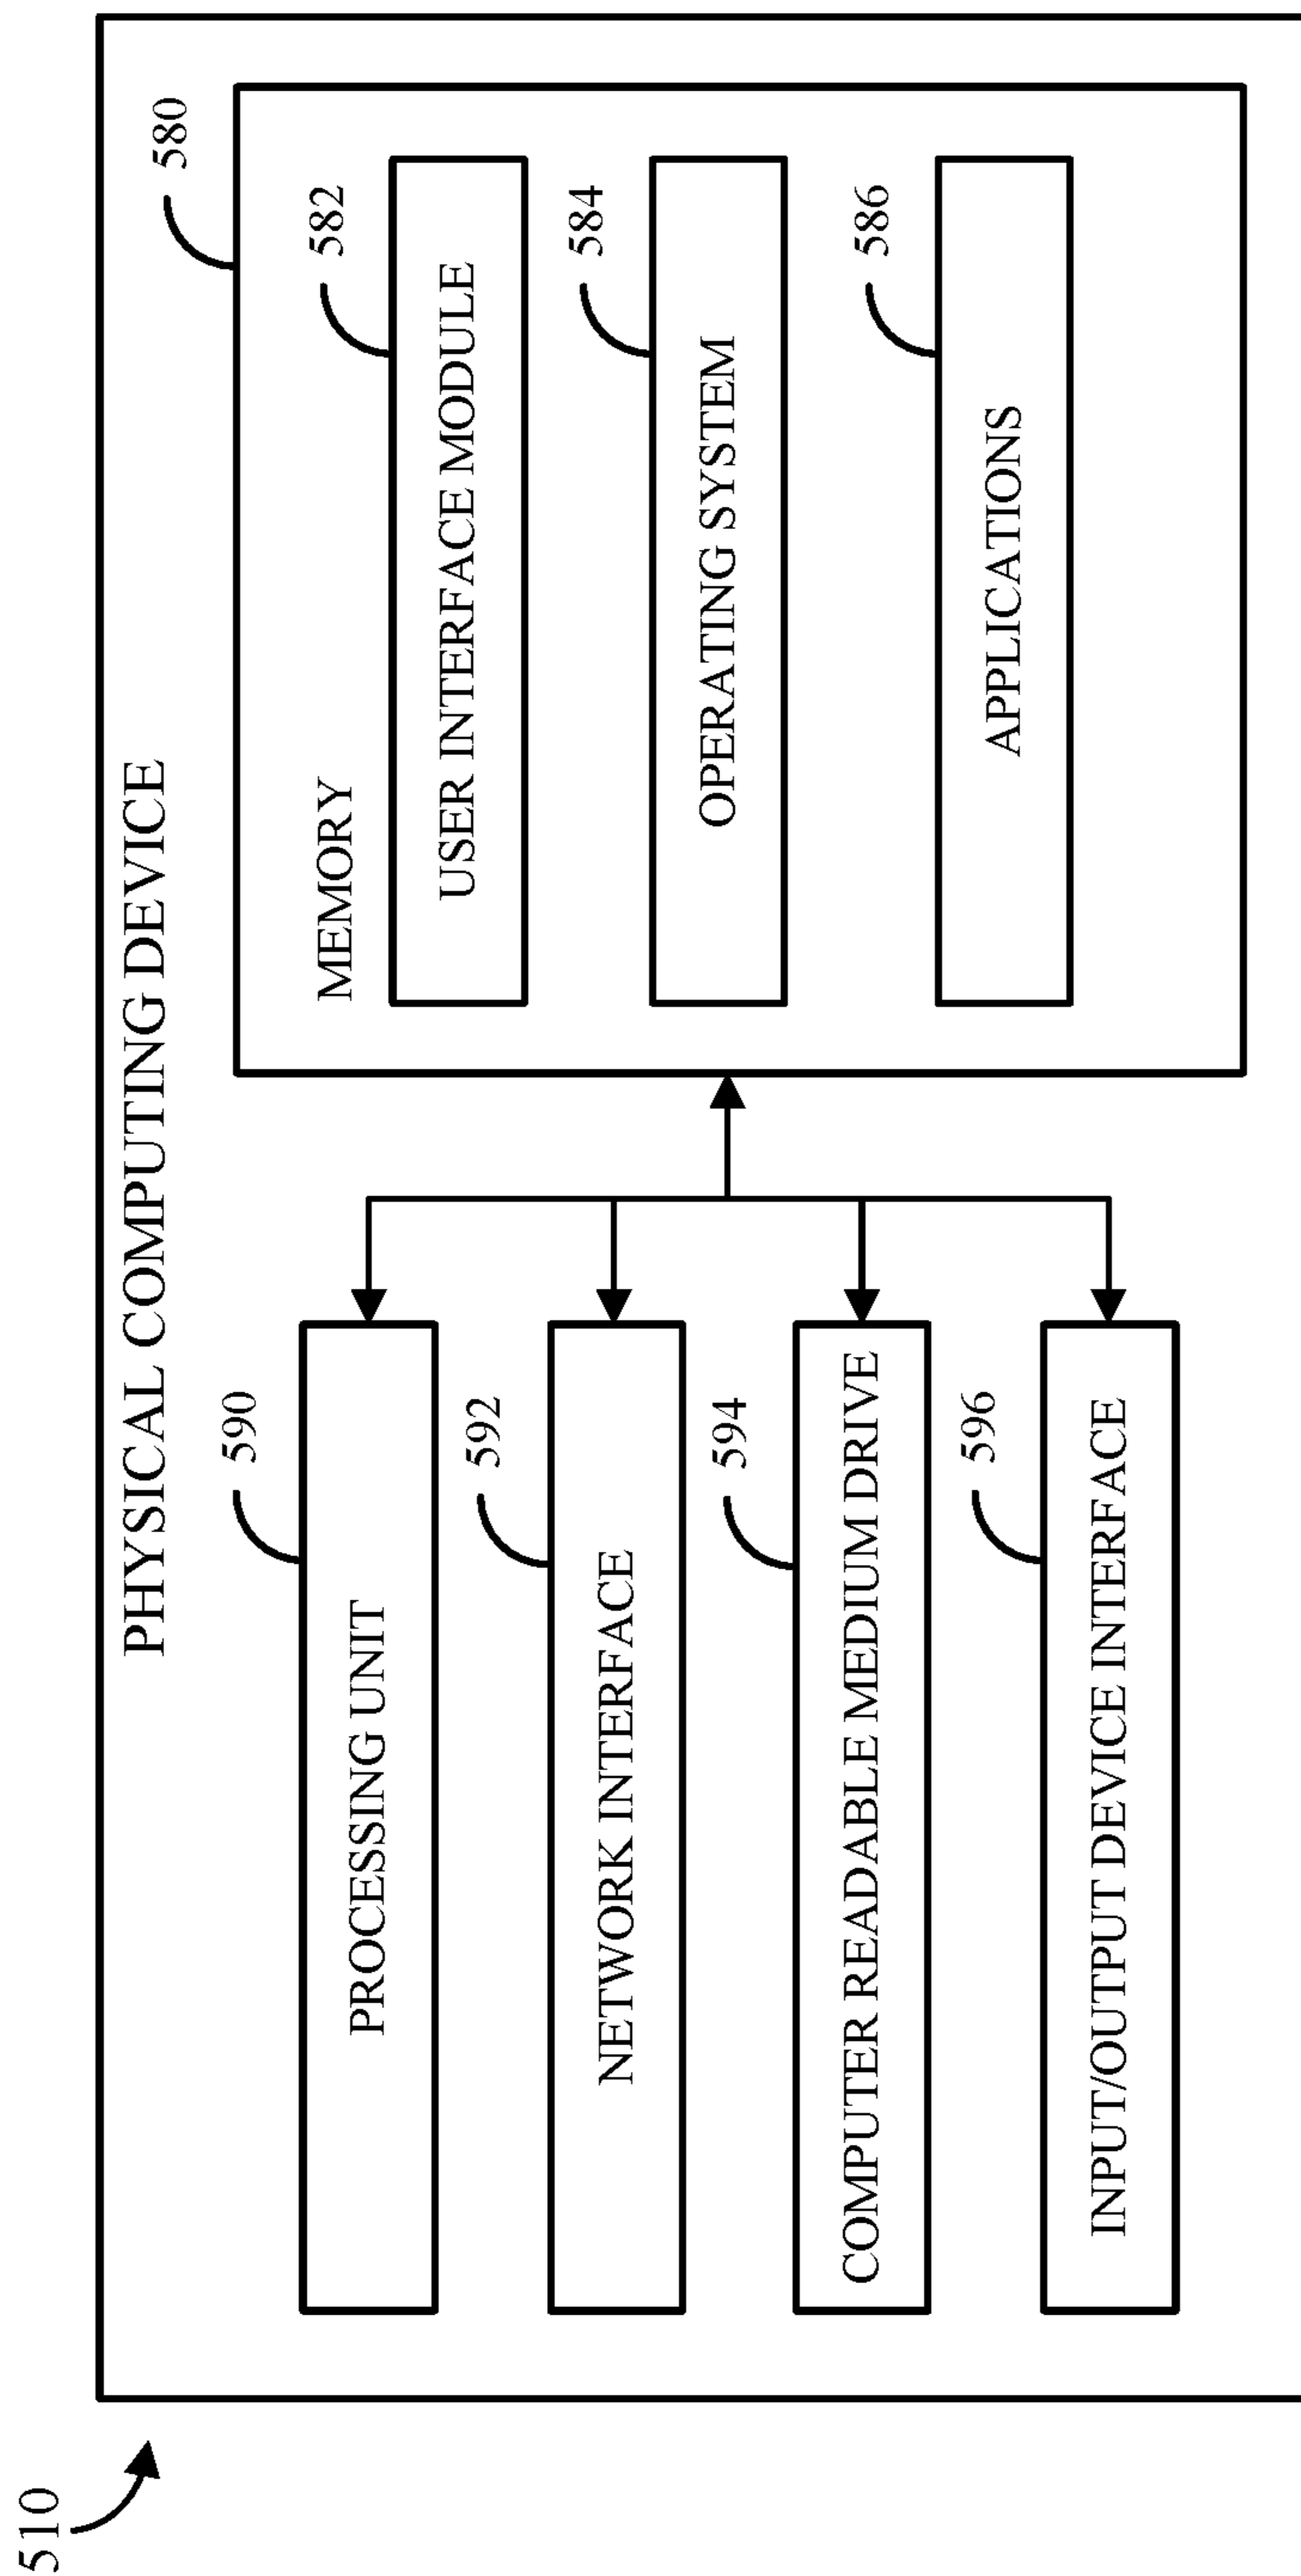 510
PHYSICAL COMPUTING DEVICE
590
PROCESSING UNIT
592
NETWORK INTERFACE
594
COMPUTER READABLE MEDIUM DRIVE
596
INPUT/OUTPUT DEVICE INTERFACE
580
MEMORY
582
USER INTERFACE MODULE
584
OPERATING SYSTEM
586
APPLICATIONS